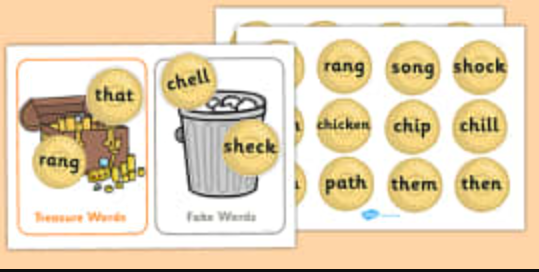 that
rang
Treasure Words
chell
sheck
Fake Words
rang song shock
chicken chip chill
path them then